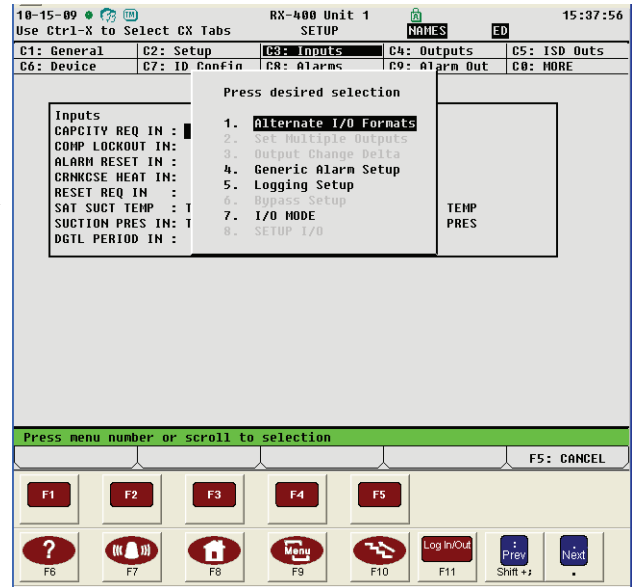 10-15-09 TM RX-400 Unit 1 15:37:56
Use Ctrl-X to Select CX Tabs SETUP NAMES ED
C1: General C2: Setup C3: Inputs C4: Outputs C5: ISD Outs
C6: Device C7: ID Config C8: Alarms C9: Alarm Out C0: MORE
Press desired selection
1. Alternate I/O Formats
2. Set Multiple Outputs
3. Output Change Delta
4. Generic Alarm Setup
5. Logging Setup
6. Bypass Setup
7. I/O MODE
8. SETUP I/O
Inputs
CAPCITY REQ IN :
COMP LOCKOUT IN:
ALARM RESET IN :
CRNKCSE HEAT IN:
RESET REQ IN :
SAT SUCT TEMP : T TEMP
SUCTION PRES IN: T PRES
DGTL PERIOD IN :
Press menu number or scroll to selection
F5: CANCEL
F1 F2 F3 F4 F5
? Menu Log In/Out : Prev . Next
F6 F7 F8 F9 F10 F11 Shift +; .